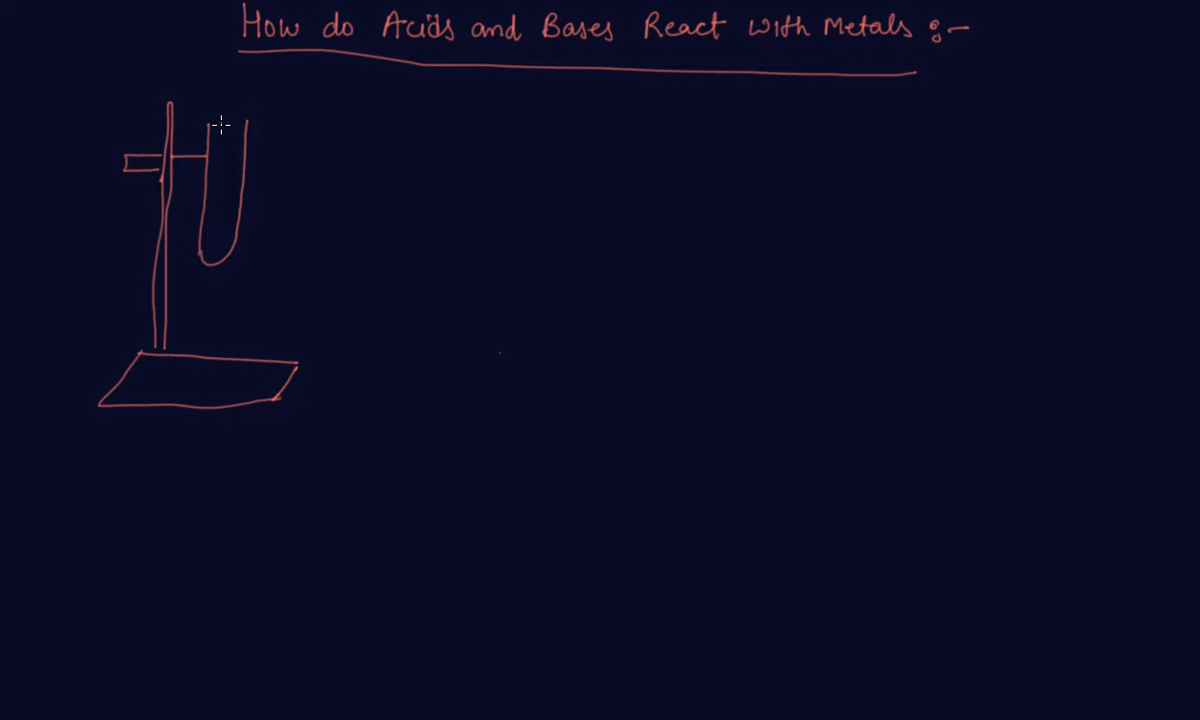 How do Acids and Bases React with Metals :-